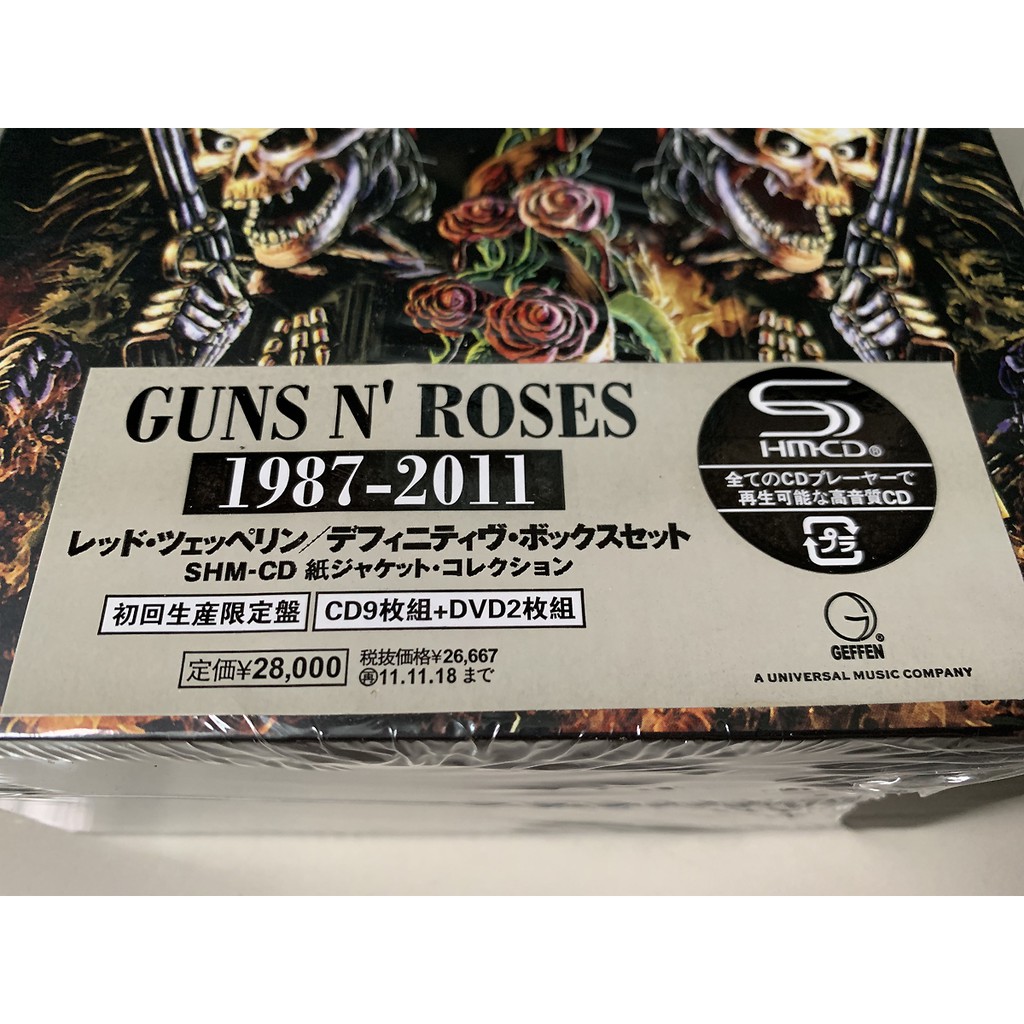 GUNS N' ROSES
1987-2011
レッド・ツェッペリン/デフィニティヴ・ボックスセット
SHM-CD 紙ジャケット・コレクション
初回生産限定盤
CD9枚組+DVD2枚組
定価¥28,000
税抜価格¥26,667
再11.11.18 まで
SHM-CD®
全てのCDプレーヤーで
再生可能な高音質CD
プラ
G®
GEFFEN
A UNIVERSAL MUSIC COMPANY